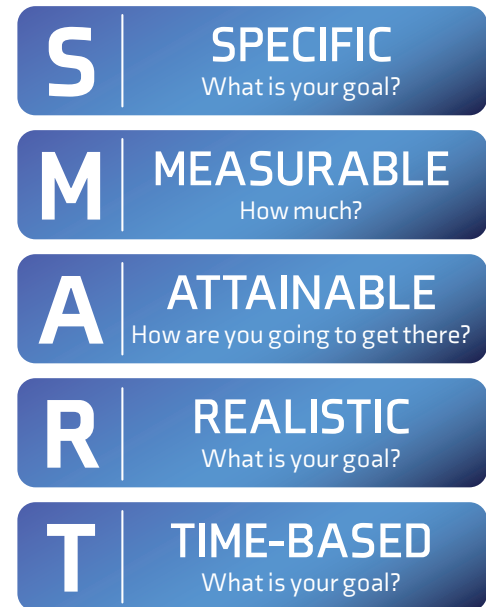 S
SPECIFIC
What is your goal?
M
MEASURABLE
How much?
A
ATTAINABLE
How are you going to get there?
R
REALISTIC
What is your goal?
T
TIME-BASED
What is your goal?